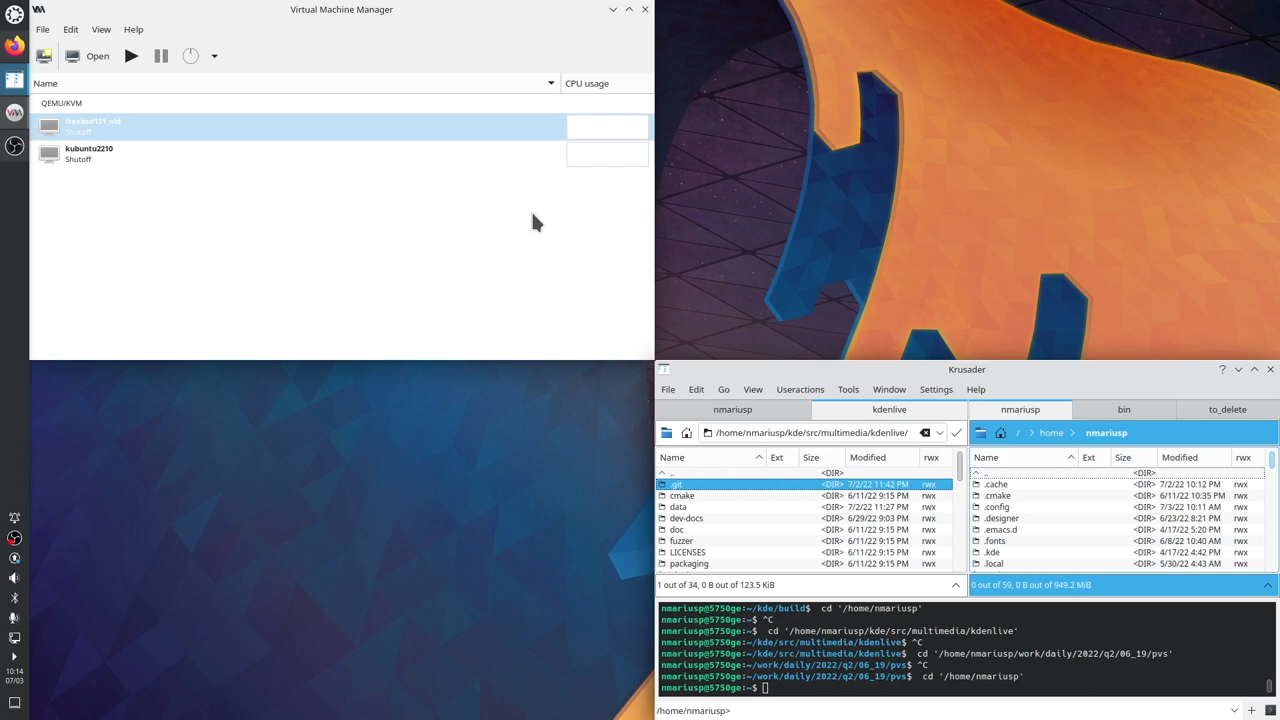 Virtual Machine Manager
File Edit View Help
Open
Name CPU usage
QEMU/KVM
freebsd131_old
Shutoff
kubuntu2210
Shutoff
10:14
07/03
Krusader
File Edit Go View Useractions Tools Window Settings Help
nmariusp kdenlive nmariusp bin to_delete
/home/nmariusp/kde/src/multimedia/kdenlive/ / home nmariusp
Name Ext Size Modified rwx Name Ext Size Modified rwx
.. <DIR> .. <DIR>
.git <DIR> 7/2/22 11:42 PM rwx .cache <DIR> 7/2/22 10:12 PM rwx
cmake <DIR> 6/11/22 9:15 PM rwx .cmake <DIR> 6/11/22 10:35 PM rwx
data <DIR> 7/2/22 11:27 PM rwx .config <DIR> 7/3/22 10:11 AM rwx
dev-docs <DIR> 6/29/22 9:03 PM rwx .designer <DIR> 6/23/22 8:21 PM rwx
doc <DIR> 6/11/22 9:15 PM rwx .emacs.d <DIR> 4/17/22 5:20 PM rwx
fuzzer <DIR> 6/11/22 9:15 PM rwx .fonts <DIR> 6/8/22 10:40 AM rwx
LICENSES <DIR> 6/11/22 9:15 PM rwx .kde <DIR> 4/17/22 4:42 PM rwx
packaging <DIR> 6/11/22 9:15 PM rwx .local <DIR> 5/30/22 4:43 AM rwx
1 out of 34, 0 B out of 123.5 KiB 0 out of 59, 0 B out of 949.2 MiB
nmariusp@5750ge:~/kde/build$ cd '/home/nmariusp'
nmariusp@5750ge:~$ ^C
nmariusp@5750ge:~$ cd '/home/nmariusp/kde/src/multimedia/kdenlive'
nmariusp@5750ge:~/kde/src/multimedia/kdenlive$ ^C
nmariusp@5750ge:~/kde/src/multimedia/kdenlive$ cd '/home/nmariusp/work/daily/2022/q2/06_19/pvs'
nmariusp@5750ge:~/work/daily/2022/q2/06_19/pvs$ ^C
nmariusp@5750ge:~/work/daily/2022/q2/06_19/pvs$ cd '/home/nmariusp'
nmariusp@5750ge:~$
/home/nmariusp>